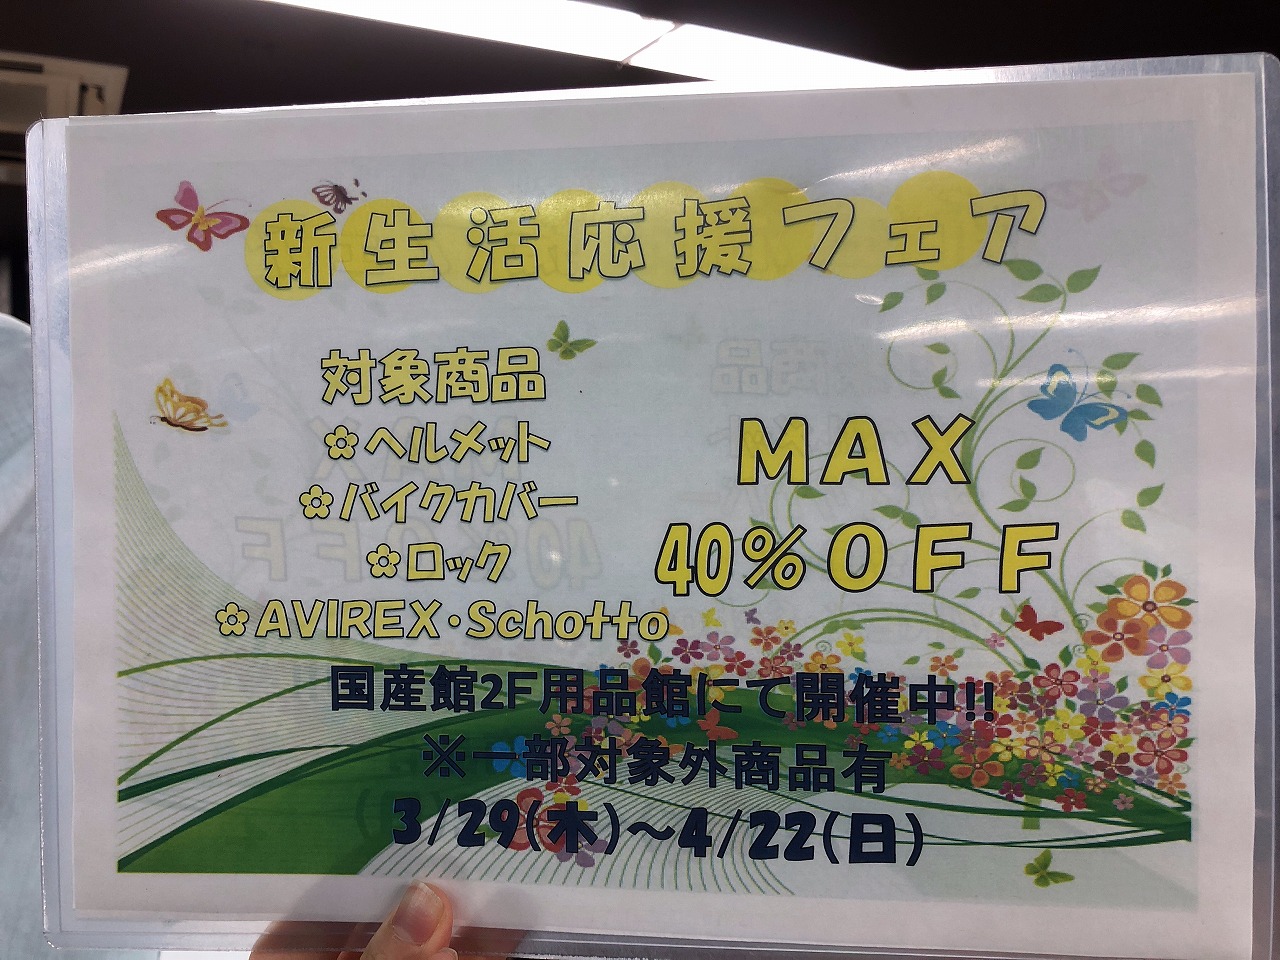 新生活応援フェア
対象商品
✿ヘルメット
✿バイクカバー
✿ロック
✿AVIREX・Schotto
MAX
40%OFF
国産館2F用品館にて開催中!!
※一部対象外商品有
3/29(木)～4/22(日)